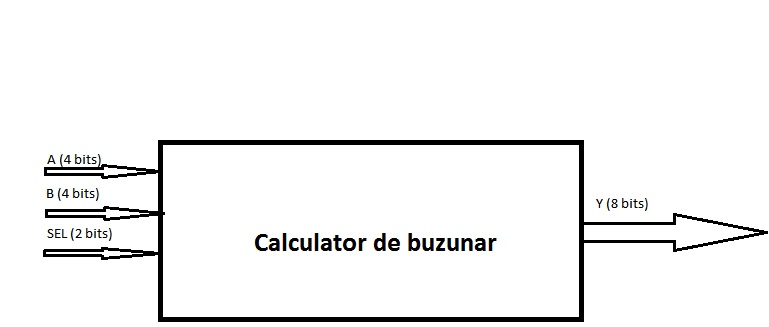 A (4 bits)
B (4 bits)
SEL (2 bits)
Calculator de buzunar
Y (8 bits)